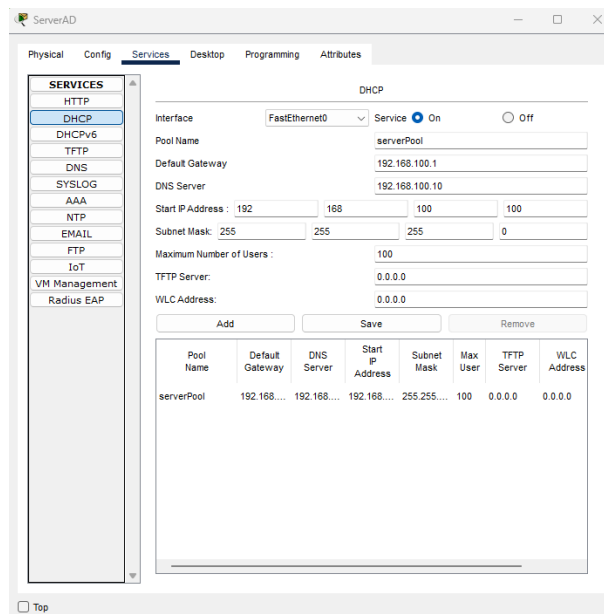 ServerAD
Physical Config Services Desktop Programming Attributes
SERVICES
HTTP
DHCP
DHCPv6
TFTP
DNS
SYSLOG
AAA
NTP
EMAIL
FTP
IoT
VM Management
Radius EAP
DHCP
Interface FastEthernet0 Service On Off
Pool Name serverPool
Default Gateway 192.168.100.1
DNS Server 192.168.100.10
Start IP Address : 192 168 100 100
Subnet Mask: 255 255 255 0
Maximum Number of Users : 100
TFTP Server: 0.0.0.0
WLC Address: 0.0.0.0
Add Save Remove
Pool Name Default Gateway DNS Server Start IP Address Subnet Mask Max User TFTP Server WLC Address
serverPool 192.168.... 192.168.... 192.168.... 255.255.... 100 0.0.0.0 0.0.0.0
Top